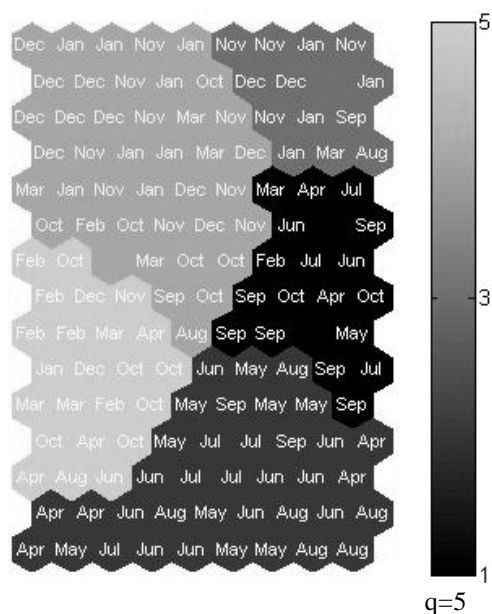 Dec Jan Jan Nov Jan Nov Nov Jan Nov
Dec Dec Nov Jan Oct Dec Dec Jan
Dec Dec Dec Nov Mar Nov Nov Jan Sep
Dec Nov Jan Jan Mar Dec Jan Mar Aug
Mar Jan Nov Jan Dec Nov Mar Apr Jul
Oct Feb Oct Nov Dec Nov Jun Sep
Feb Oct Mar Oct Oct Feb Jul Jun
Feb Dec Nov Sep Oct Sep Oct Apr Oct
Feb Feb Mar Apr Aug Sep Sep May
Jan Dec Oct Oct Jun May Aug Sep Jul
Mar Mar Feb Oct May Sep May May Sep
Oct Apr Oct May Jul Jul Sep Jun Apr
Apr Aug Jun Jun Jul Jul Jun Jun Apr
Apr Apr Jun Aug May Jun Aug Jun Aug
Apr May Jul Jun Jun May May Aug Aug
5
3
1
q=5